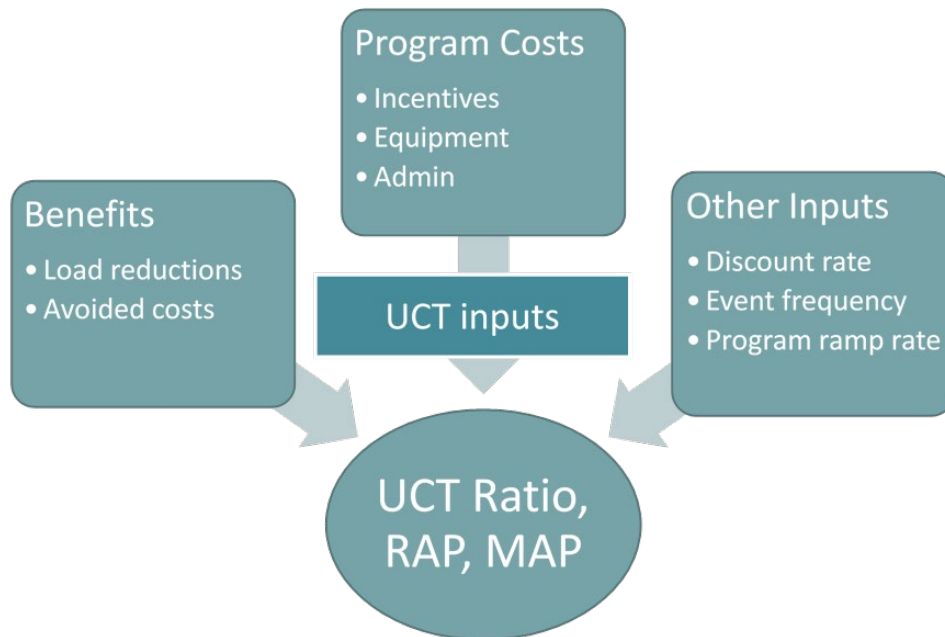 Program Costs
• Incentives
• Equipment
• Admin
Benefits
• Load reductions
• Avoided costs
Other Inputs
• Discount rate
• Event frequency
• Program ramp rate
UCT inputs
UCT Ratio,
RAP, MAP